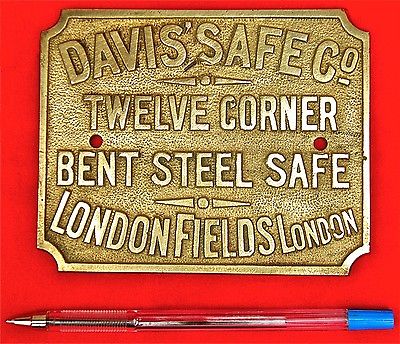 DAVIS' SAFE Co
TWELVE CORNER
BENT STEEL SAFE
LONDON FIELDS LONDON